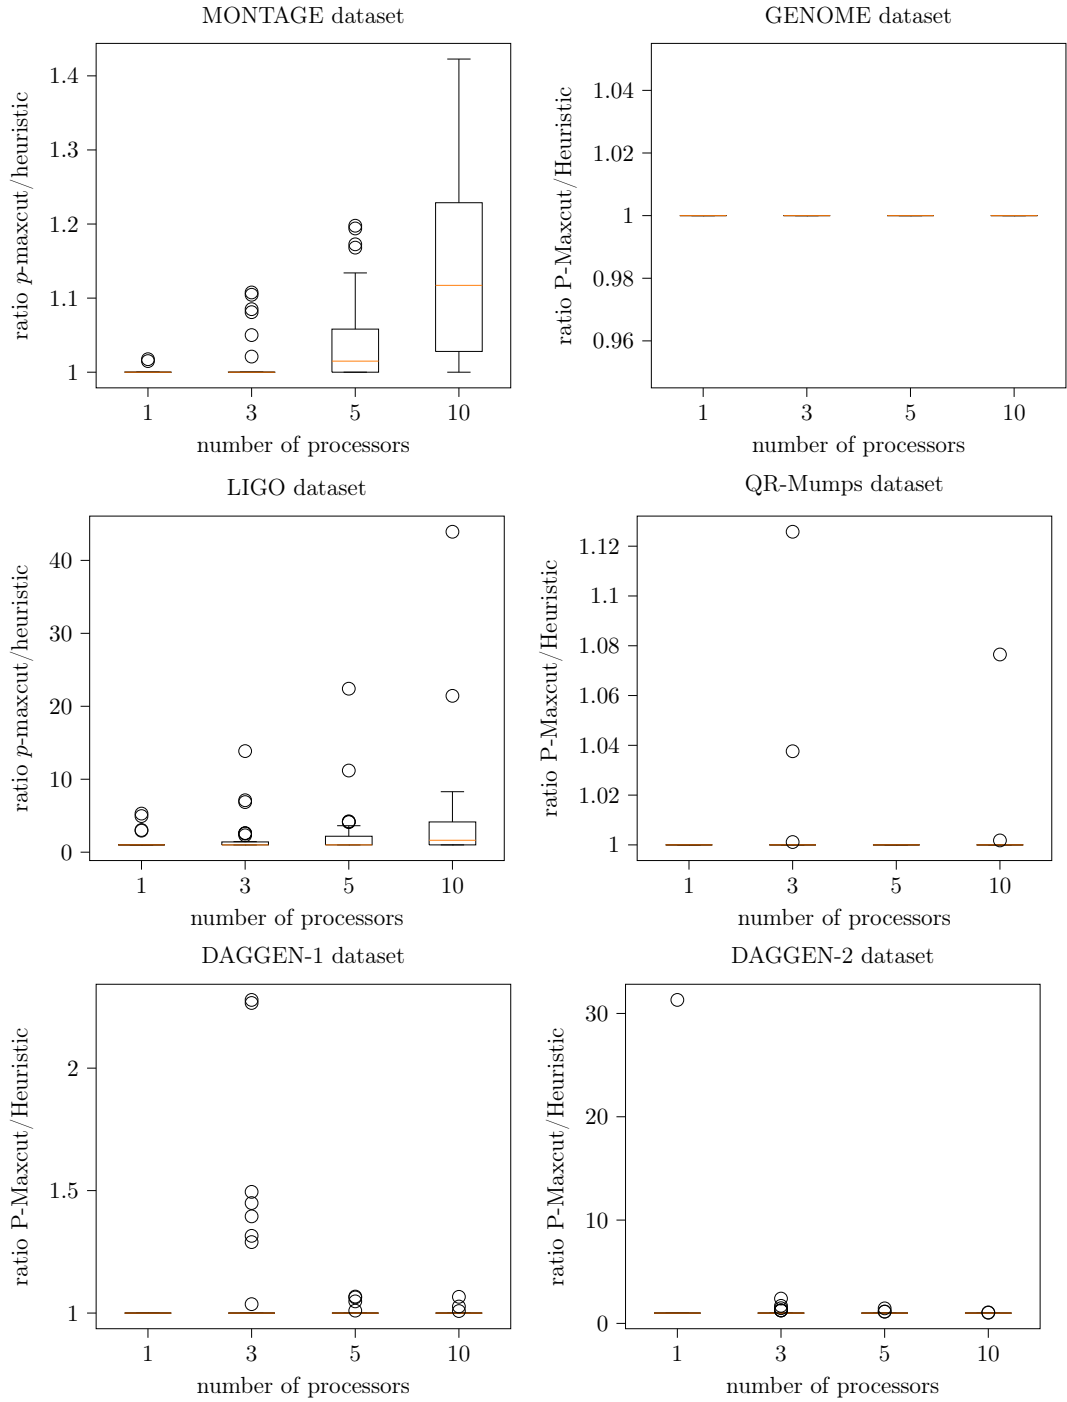 MONTAGE dataset
ratio p-maxcut/heuristic
1.4
1.3
1.2
1.1
1
1 3 5 10
number of processors
GENOME dataset
ratio P-Maxcut/Heuristic
1.04
1.02
1
0.98
0.96
1 3 5 10
number of processors
LIGO dataset
ratio p-maxcut/heuristic
40
30
20
10
0
1 3 5 10
number of processors
QR-Mumps dataset
ratio P-Maxcut/Heuristic
1.12
1.1
1.08
1.06
1.04
1.02
1
1 3 5 10
number of processors
DAGGEN-1 dataset
ratio P-Maxcut/Heuristic
2
1.5
1
1 3 5 10
number of processors
DAGGEN-2 dataset
ratio P-Maxcut/Heuristic
30
20
10
0
1 3 5 10
number of processors